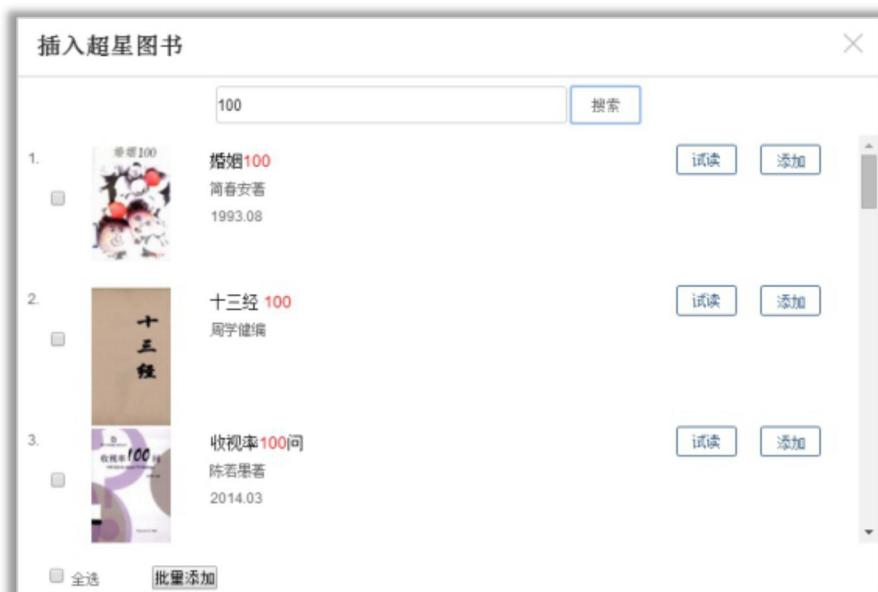 插入超星图书
100
搜索
1.
婚姻100
婚姻100
简春安著
1993.08
试读
添加
2.
十三经
十三经 100
周学健编
试读
添加
3.
收视率100问
收视率100问
陈若愚著
2014.03
试读
添加
全选
批量添加